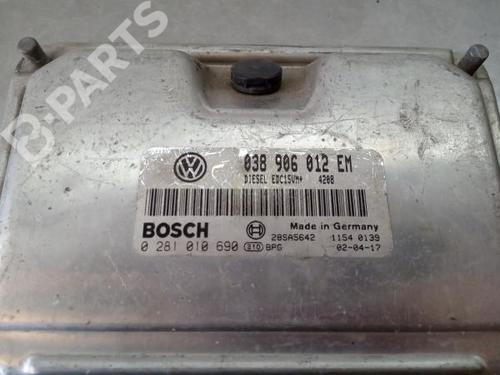 B-PARTS
038 906 012 EM
DIESEL EDC15VM+ 4208
BOSCH
Made in Germany
28SA5642 1154 0139
0 281 010 690 BPG 02-04-17